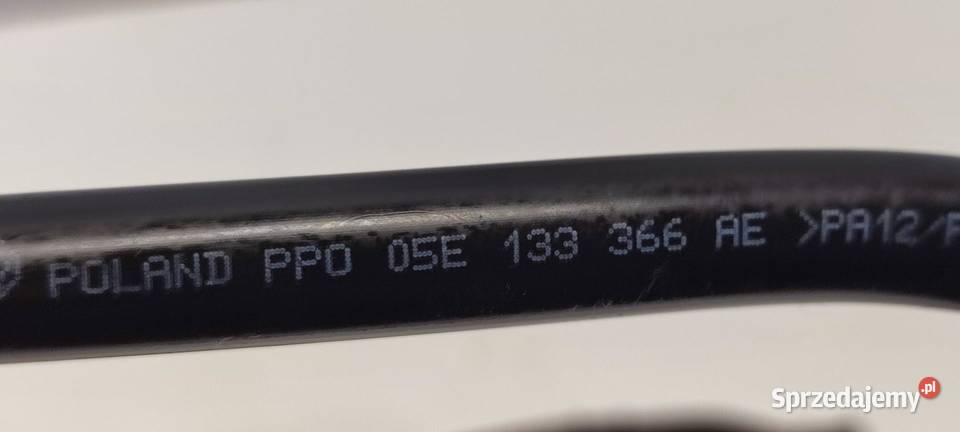 POLAND PPO 05E 133 366 AE >PA12/
Sprzedajemy.pl